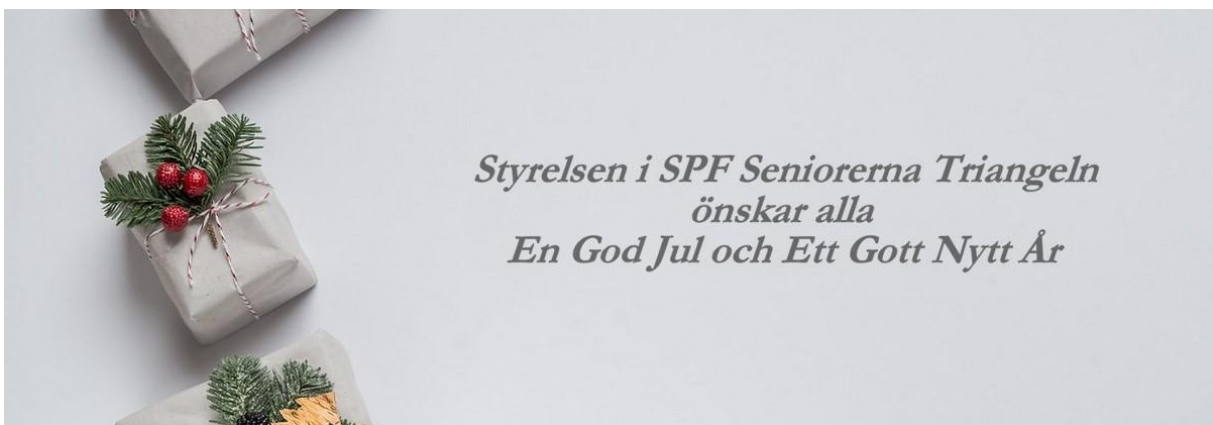 Styrelsen i SPF Seniorerna Triangeln
önskar alla
En God Jul och Ett Gott Nytt År